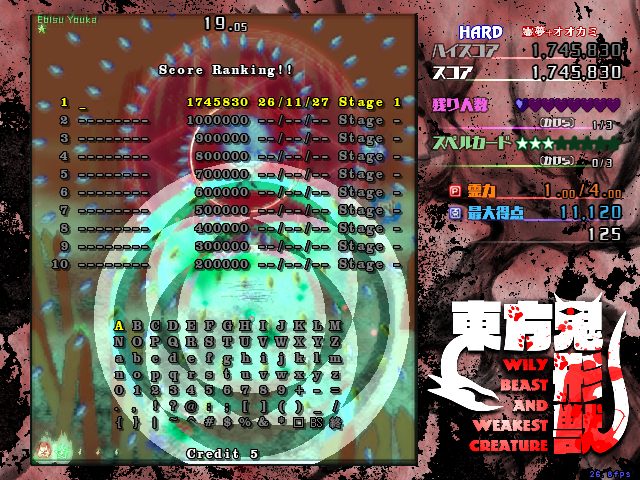 Ebisu Youka
19.05
Score Ranking!!
1 _ 1745830 26/11/27 Stage 1
2 -------- 1000000 --/--/-- Stage -
3 -------- 900000 --/--/-- Stage -
4 -------- 800000 --/--/-- Stage -
5 -------- 700000 --/--/-- Stage -
6 -------- 600000 --/--/-- Stage -
7 -------- 500000 --/--/-- Stage -
8 -------- 400000 --/--/-- Stage -
9 -------- 300000 --/--/-- Stage -
10 -------- 200000 --/--/-- Stage -
A B C D E F G H I J K L M
N O P Q R S T U V W X Y Z
a b c d e f g h i j k l m
n o p q r s t u v w x y z
0 1 2 3 4 5 6 7 8 9 + - =
. , ! ? @ : ; [ ] ( ) _ /
{ } | ~ ^ # $ % & * □ BS 終
Credit 5
HARD 霊夢+オオカミ
ハイスコア 1,745,830
スコア 1,745,830
残り人数
(かけら) 1/3
スペルカード ★★★★★★★★★
(かけら) 0/3
P 霊力 1.00/4.00
最大得点 11,120
125
東方鬼形獣
WILY
BEAST
AND
WEAKEST
CREATURE
26.8fps